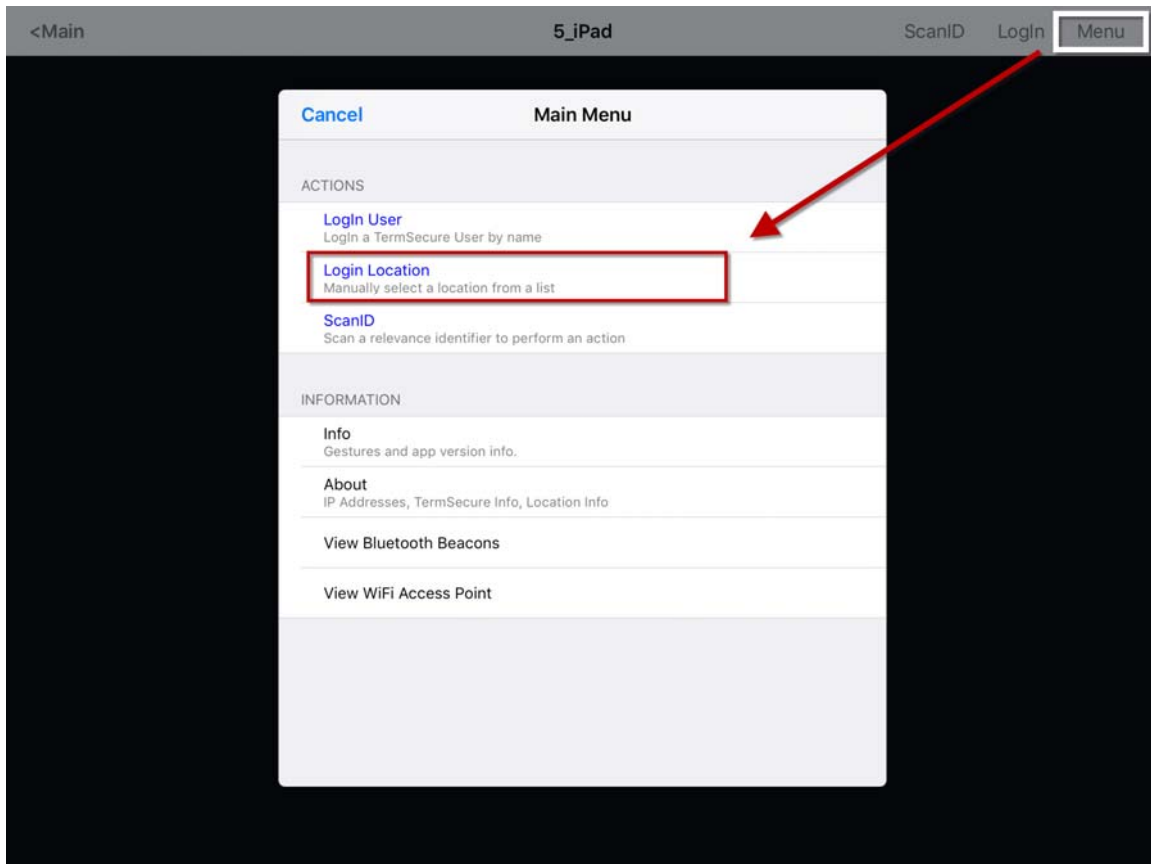 <Main 5_iPad ScanID LogIn Menu
Cancel Main Menu
ACTIONS
LogIn User
LogIn a TermSecure User by name
Login Location
Manually select a location from a list
ScanID
Scan a relevance identifier to perform an action
INFORMATION
Info
Gestures and app version info.
About
IP Addresses, TermSecure Info, Location Info
View Bluetooth Beacons
View WiFi Access Point